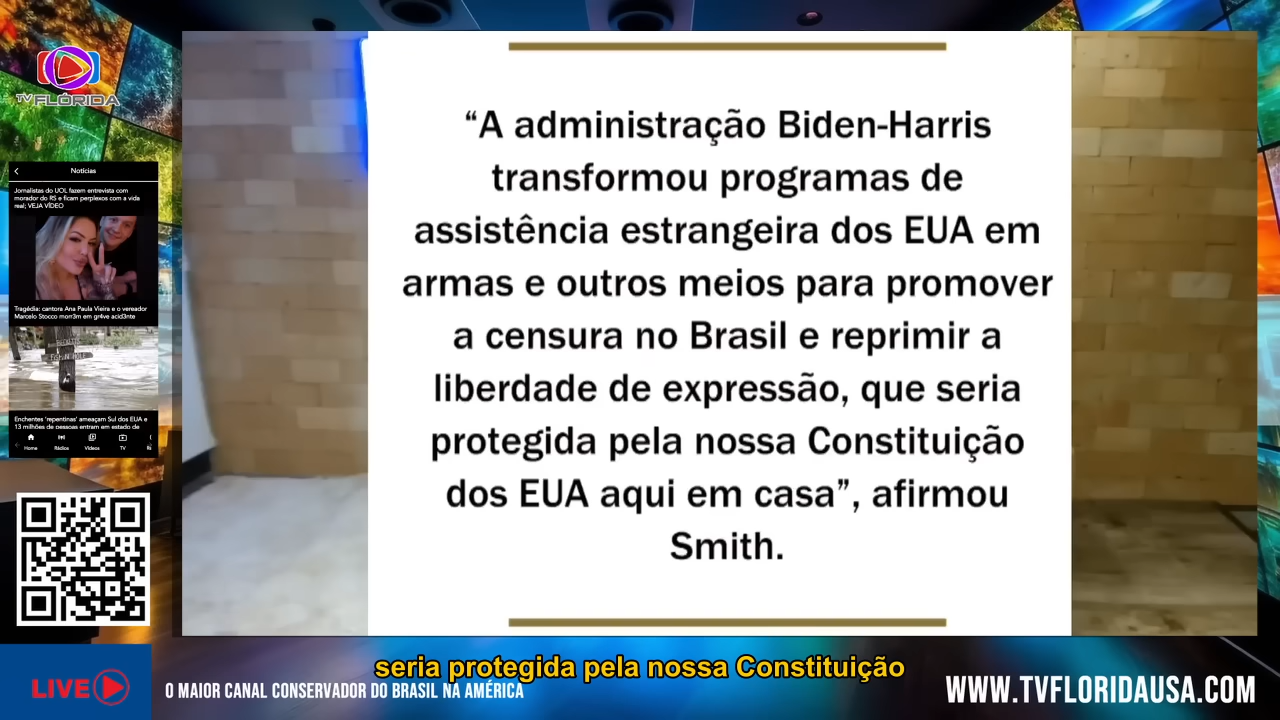 TV FLÓRIDA
Notícias
Jornalistas do UOL fazem entrevista com
morador do RS e ficam perplexos com a vida
real; VEJA VÍDEO
Tragédia: cantora Ana Paula Vieira e o vereador
Marcelo Stocco morr3m em gr4ve acid3nte
Enchentes 'repentinas' ameaçam Sul dos EUA e
13 milhões de pessoas entram em estado de
Home
Rádios
Vídeos
TV
“A administração Biden-Harris
transformou programas de
assistência estrangeira dos EUA em
armas e outros meios para promover
a censura no Brasil e reprimir a
liberdade de expressão, que seria
protegida pela nossa Constituição
dos EUA aqui em casa”, afirmou
Smith.
seria protegida pela nossa Constituição
LIVE
O MAIOR CANAL CONSERVADOR DO BRASIL NA AMÉRICA
WWW.TVFLORIDAUSA.COM